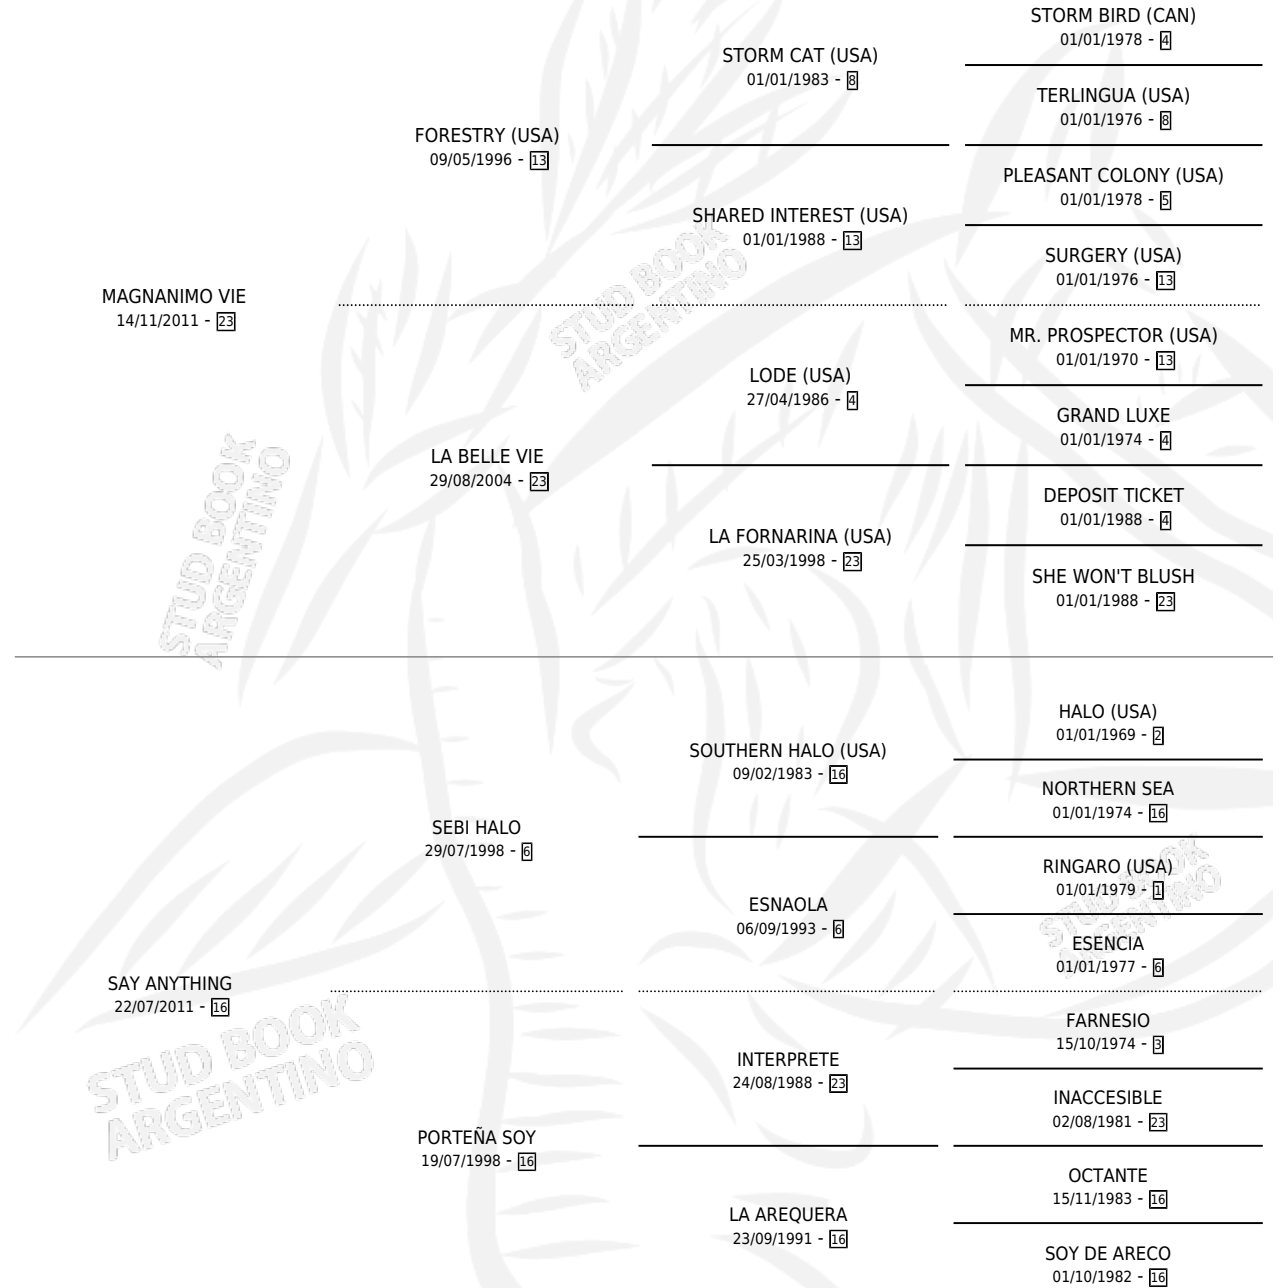 STORM BIRD (CAN)
01/01/1978 - 4
STORM CAT (USA)
01/01/1983 - 8
TERLINGUA (USA)
01/01/1976 - 8
FORESTRY (USA)
09/05/1996 - 13
PLEASANT COLONY (USA)
01/01/1978 - 5
SHARED INTEREST (USA)
01/01/1988 - 13
SURGERY (USA)
01/01/1976 - 13
MAGNANIMO VIE
14/11/2011 - 23
MR. PROSPECTOR (USA)
01/01/1970 - 13
LODE (USA)
27/04/1986 - 4
GRAND LUXE
01/01/1974 - 4
LA BELLE VIE
29/08/2004 - 23
DEPOSIT TICKET
01/01/1988 - 4
LA FORNARINA (USA)
25/03/1998 - 23
SHE WON'T BLUSH
01/01/1988 - 23
HALO (USA)
01/01/1969 - 2
SOUTHERN HALO (USA)
09/02/1983 - 16
NORTHERN SEA
01/01/1974 - 16
SEBI HALO
29/07/1998 - 6
RINGARO (USA)
01/01/1979 - 1
ESNAOLA
06/09/1993 - 6
ESENCIA
01/01/1977 - 6
SAY ANYTHING
22/07/2011 - 16
FARNESIO
15/10/1974 - 3
INTERPRETE
24/08/1988 - 23
INACCESIBLE
02/08/1981 - 23
PORTEÑA SOY
19/07/1998 - 16
OCTANTE
15/11/1983 - 16
LA AREQUERA
23/09/1991 - 16
SOY DE ARECO
01/10/1982 - 16
STUD BOOK
ARGENTINO
STUD BOOK
ARGENTINO
STUD BOOK
ARGENTINO
STUD BOOK
ARGENTINO